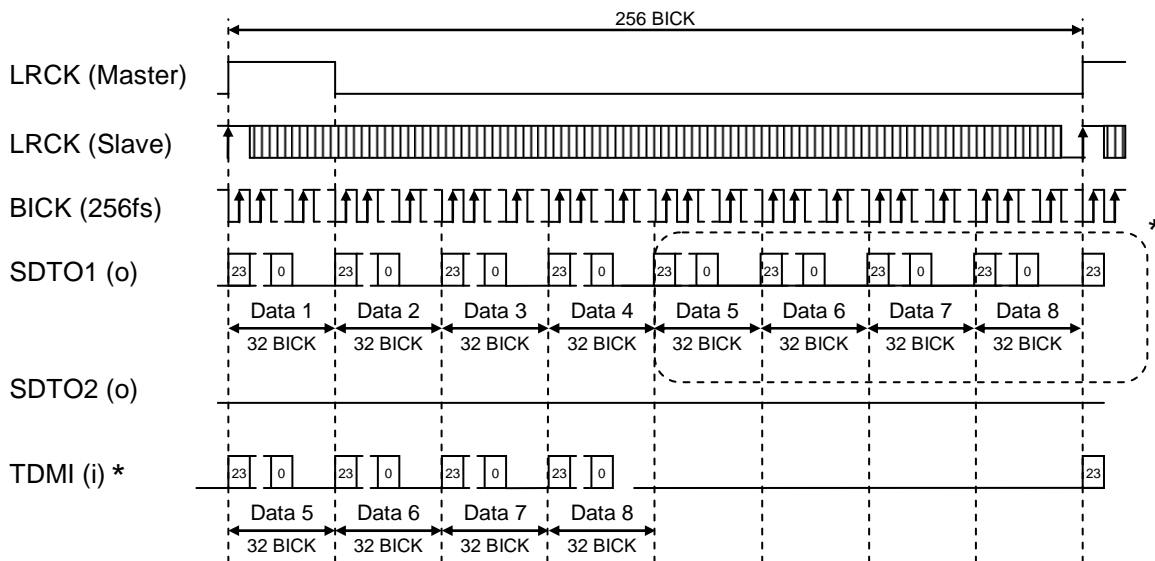 256 BICK
LRCK (Master)
LRCK (Slave)
BICK (256fs)
*
SDTO1 (o) 23 0 23 0 23 0 23 0 23 0 23 0 23 0 23 0 23
Data 1 Data 2 Data 3 Data 4 Data 5 Data 6 Data 7 Data 8
32 BICK 32 BICK 32 BICK 32 BICK 32 BICK 32 BICK 32 BICK 32 BICK
SDTO2 (o)
TDMI (i) * 23 0 23 0 23 0 23 0 23
Data 5 Data 6 Data 7 Data 8
32 BICK 32 BICK 32 BICK 32 BICK